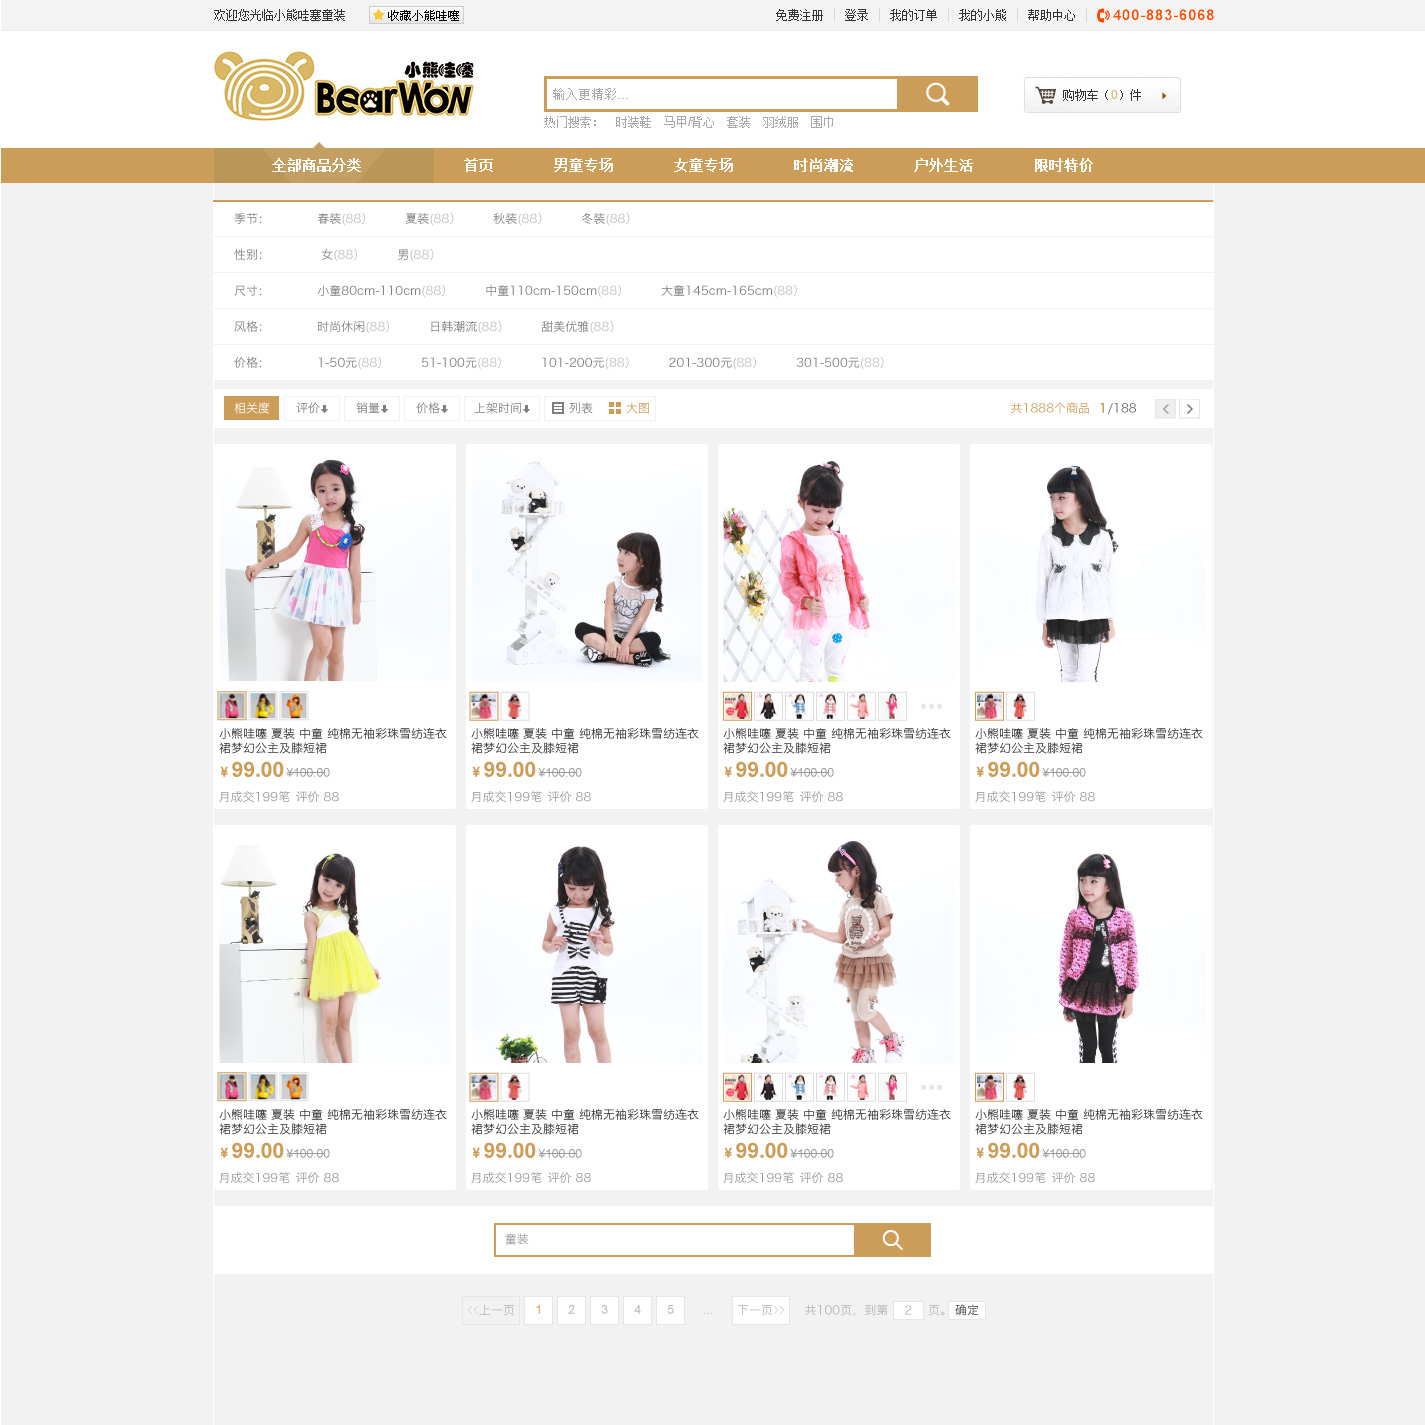 欢迎您光临小熊哇塞童装 收藏小熊哇噻 免费注册 登录 我的订单 我的小熊 帮助中心 400-883-6068
小熊哇噻
BearWow
输入更精彩... 购物车（0）件
热门搜索： 时装鞋 马甲/背心 套装 羽绒服 围巾
全部商品分类 首页 男童专场 女童专场 时尚潮流 户外生活 限时特价
季节： 春装(88) 夏装(88) 秋装(88) 冬装(88)
性别： 女(88) 男(88)
尺寸： 小童80cm-110cm(88) 中童110cm-150cm(88) 大童145cm-165cm(88)
风格： 时尚休闲(88) 日韩潮流(88) 甜美优雅(88)
价格： 1-50元(88) 51-100元(88) 101-200元(88) 201-300元(88) 301-500元(88)
相关度 评价 销量 价格 上架时间 列表 大图 共1888个商品 1/188
小熊哇噻 夏装 中童 纯棉无袖彩珠雪纺连衣
裙梦幻公主及膝短裙
¥99.00 ¥100.00
月成交199笔 评价 88
小熊哇噻 夏装 中童 纯棉无袖彩珠雪纺连衣
裙梦幻公主及膝短裙
¥99.00 ¥100.00
月成交199笔 评价 88
小熊哇噻 夏装 中童 纯棉无袖彩珠雪纺连衣
裙梦幻公主及膝短裙
¥99.00 ¥100.00
月成交199笔 评价 88
小熊哇噻 夏装 中童 纯棉无袖彩珠雪纺连衣
裙梦幻公主及膝短裙
¥99.00 ¥100.00
月成交199笔 评价 88
小熊哇噻 夏装 中童 纯棉无袖彩珠雪纺连衣
裙梦幻公主及膝短裙
¥99.00 ¥100.00
月成交199笔 评价 88
小熊哇噻 夏装 中童 纯棉无袖彩珠雪纺连衣
裙梦幻公主及膝短裙
¥99.00 ¥100.00
月成交199笔 评价 88
小熊哇噻 夏装 中童 纯棉无袖彩珠雪纺连衣
裙梦幻公主及膝短裙
¥99.00 ¥100.00
月成交199笔 评价 88
小熊哇噻 夏装 中童 纯棉无袖彩珠雪纺连衣
裙梦幻公主及膝短裙
¥99.00 ¥100.00
月成交199笔 评价 88
童装
<<上一页 1 2 3 4 5 ... 下一页>> 共100页，到第 2 页。 确定